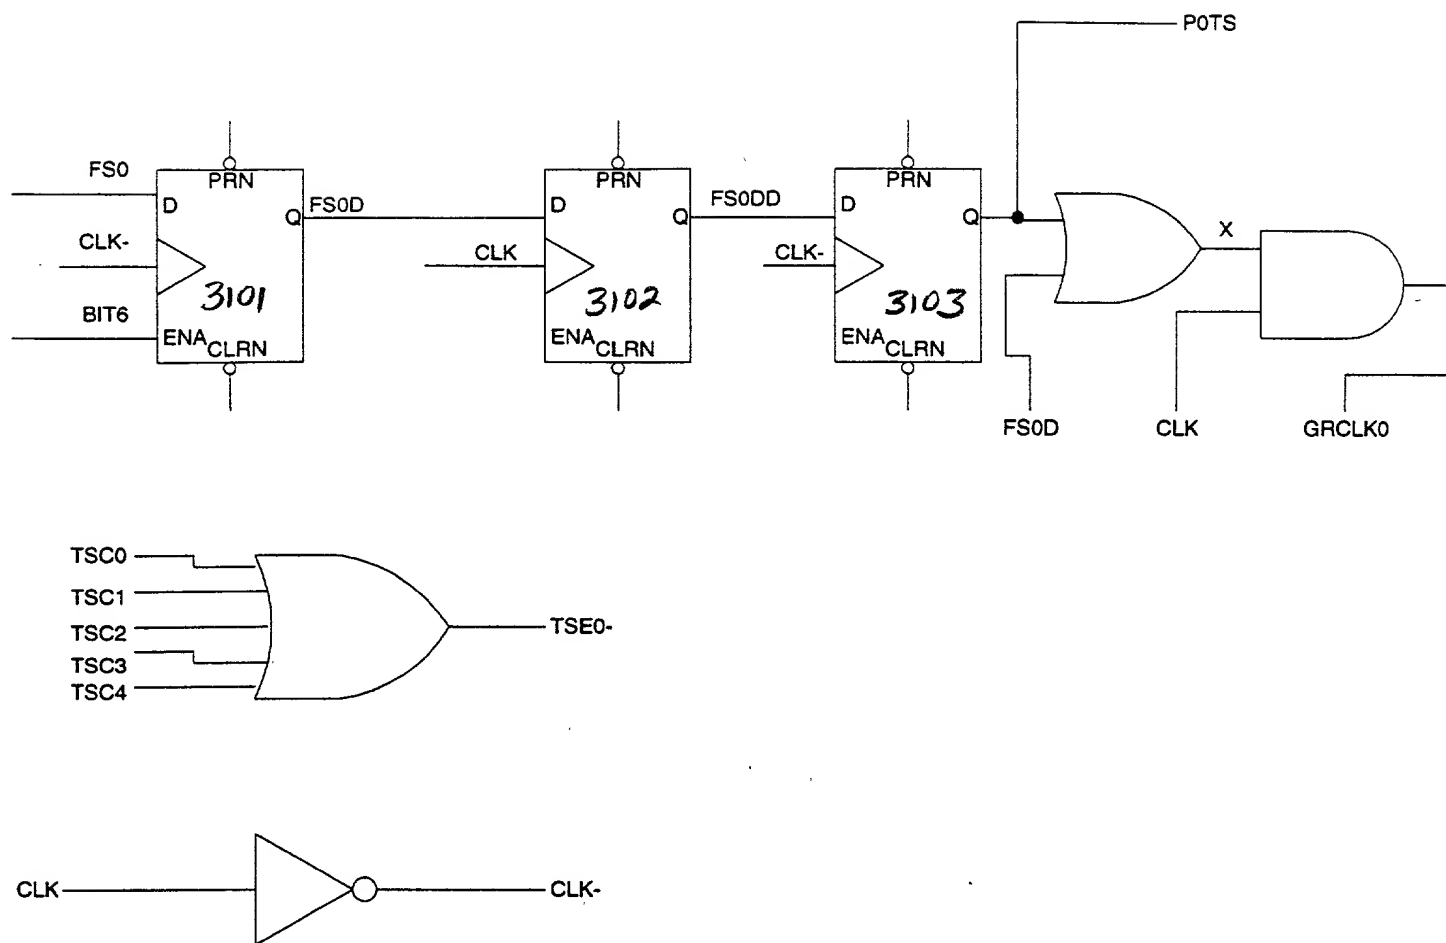 P0TS
FS0
CLK-
BIT6
PRN
D
Q
3101
ENA
CLRN
FS0D
CLK
PRN
D
Q
3102
ENA
CLRN
FS0DD
CLK-
PRN
D
Q
3103
ENA
CLRN
X
FS0D
CLK
GRCLK0
TSC0
TSC1
TSC2
TSC3
TSC4
TSE0-
CLK
CLK-